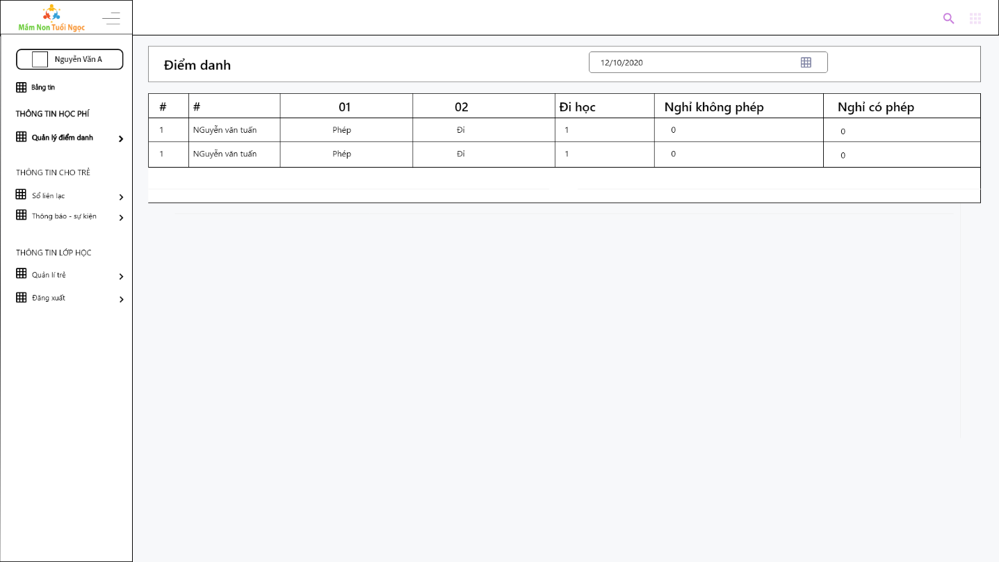 Mầm Non Tuổi Ngọc
Nguyễn Văn A
Bảng tin
THÔNG TIN HỌC PHÍ
Quản lý điểm danh
THÔNG TIN CHO TRẺ
Sổ liên lạc
Thông báo - sự kiện
THÔNG TIN LỚP HỌC
Quản lí trẻ
Đăng xuất
Điểm danh
12/10/2020
# # 01 02 Đi học Nghỉ không phép Nghỉ có phép
1 NGuyễn văn tuấn Phép Đi 1 0 0
1 NGuyễn văn tuấn Phép Đi 1 0 0